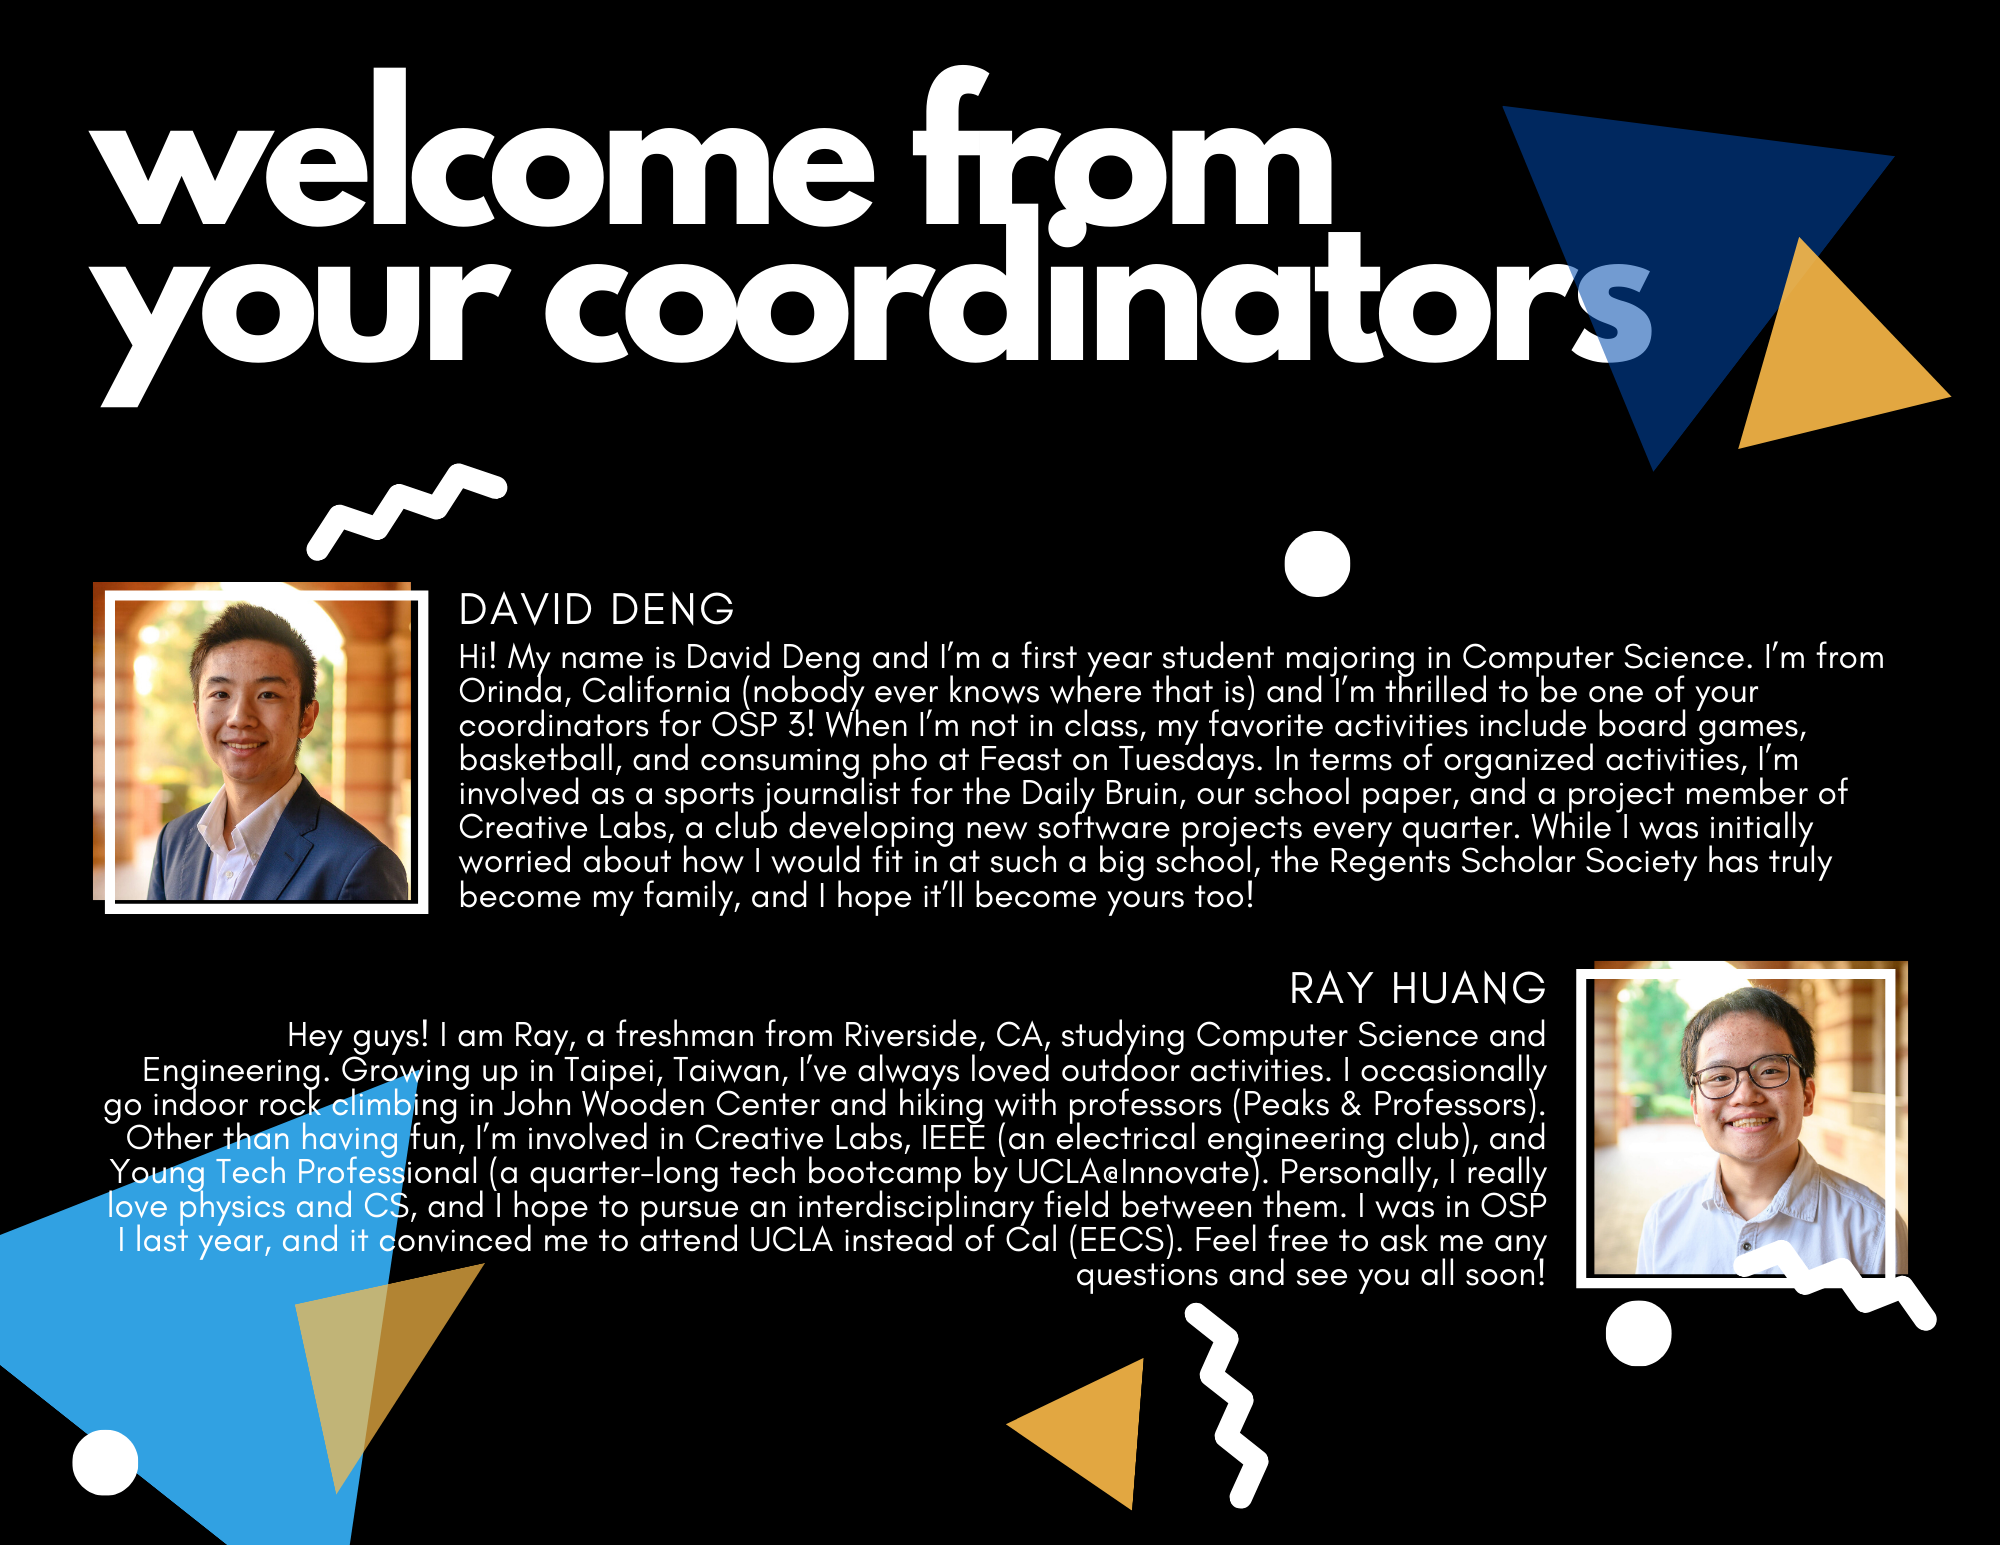 welcome from
your coordinators
DAVID DENG
Hi! My name is David Deng and I’m a first year student majoring in Computer Science. I’m from
Orinda, California (nobody ever knows where that is) and I’m thrilled to be one of your
coordinators for OSP 3! When I’m not in class, my favorite activities include board games,
basketball, and consuming pho at Feast on Tuesdays. In terms of organized activities, I’m
involved as a sports journalist for the Daily Bruin, our school paper, and a project member of
Creative Labs, a club developing new software projects every quarter. While I was initially
worried about how I would fit in at such a big school, the Regents Scholar Society has truly
become my family, and I hope it’ll become yours too!
RAY HUANG
Hey guys! I am Ray, a freshman from Riverside, CA, studying Computer Science and
Engineering. Growing up in Taipei, Taiwan, I’ve always loved outdoor activities. I occasionally
go indoor rock climbing in John Wooden Center and hiking with professors (Peaks & Professors).
Other than having fun, I’m involved in Creative Labs, IEEE (an electrical engineering club), and
Young Tech Professional (a quarter-long tech bootcamp by UCLA@Innovate). Personally, I really
love physics and CS, and I hope to pursue an interdisciplinary field between them. I was in OSP
I last year, and it convinced me to attend UCLA instead of Cal (EECS). Feel free to ask me any
questions and see you all soon!